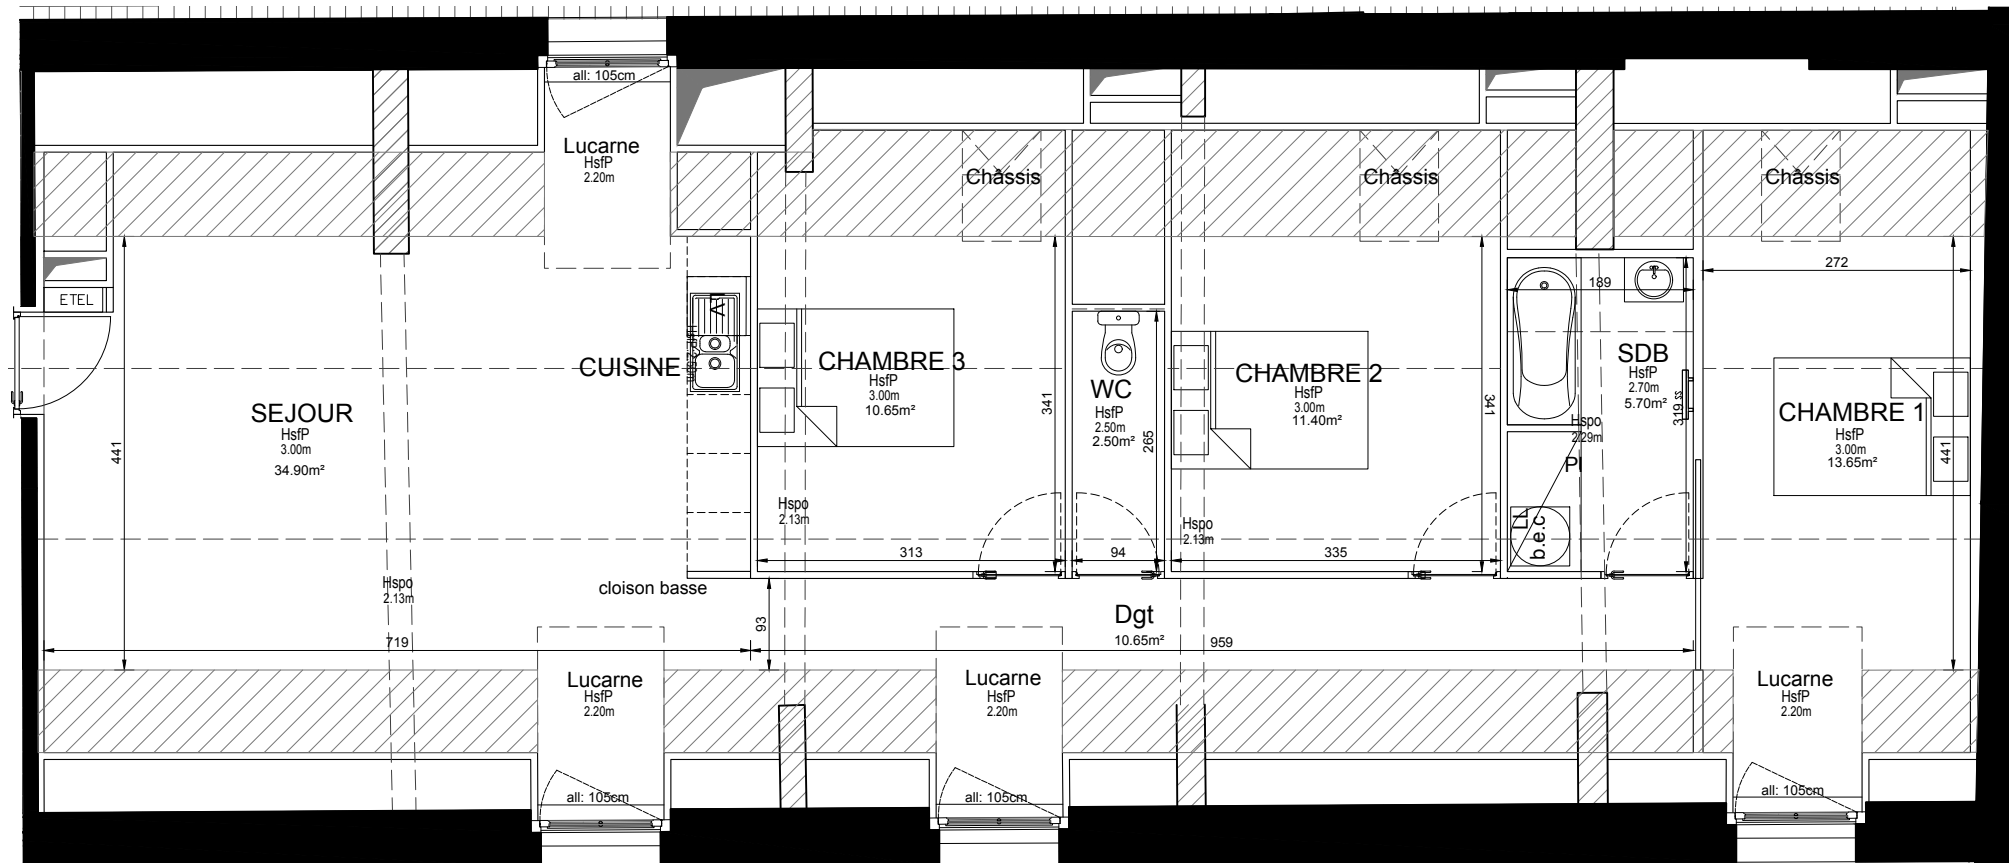 all: 105cm
Lucarne
HsfP
2.20m
Châssis
Châssis
Châssis
ETEL
272
189
CUISINE
SEJOUR
HsfP
3.00m
34.90m²
441
CHAMBRE 3
HsfP
3.00m
10.65m²
341
WC
HsfP
2.50m
2.50m²
265
CHAMBRE 2
HsfP
3.00m
11.40m²
341
SDB
HsfP
2.70m
5.70m²
319 ss
Hspo
2.29m
Pl
LL
b.e.c
CHAMBRE 1
HsfP
3.00m
13.65m²
441
Hspo
2.13m
Hspo
2.13m
313
94
335
Hspo
2.13m
cloison basse
93
Dgt
10.65m²
719
959
Lucarne
HsfP
2.20m
Lucarne
HsfP
2.20m
Lucarne
HsfP
2.20m
all: 105cm
all: 105cm
all: 105cm